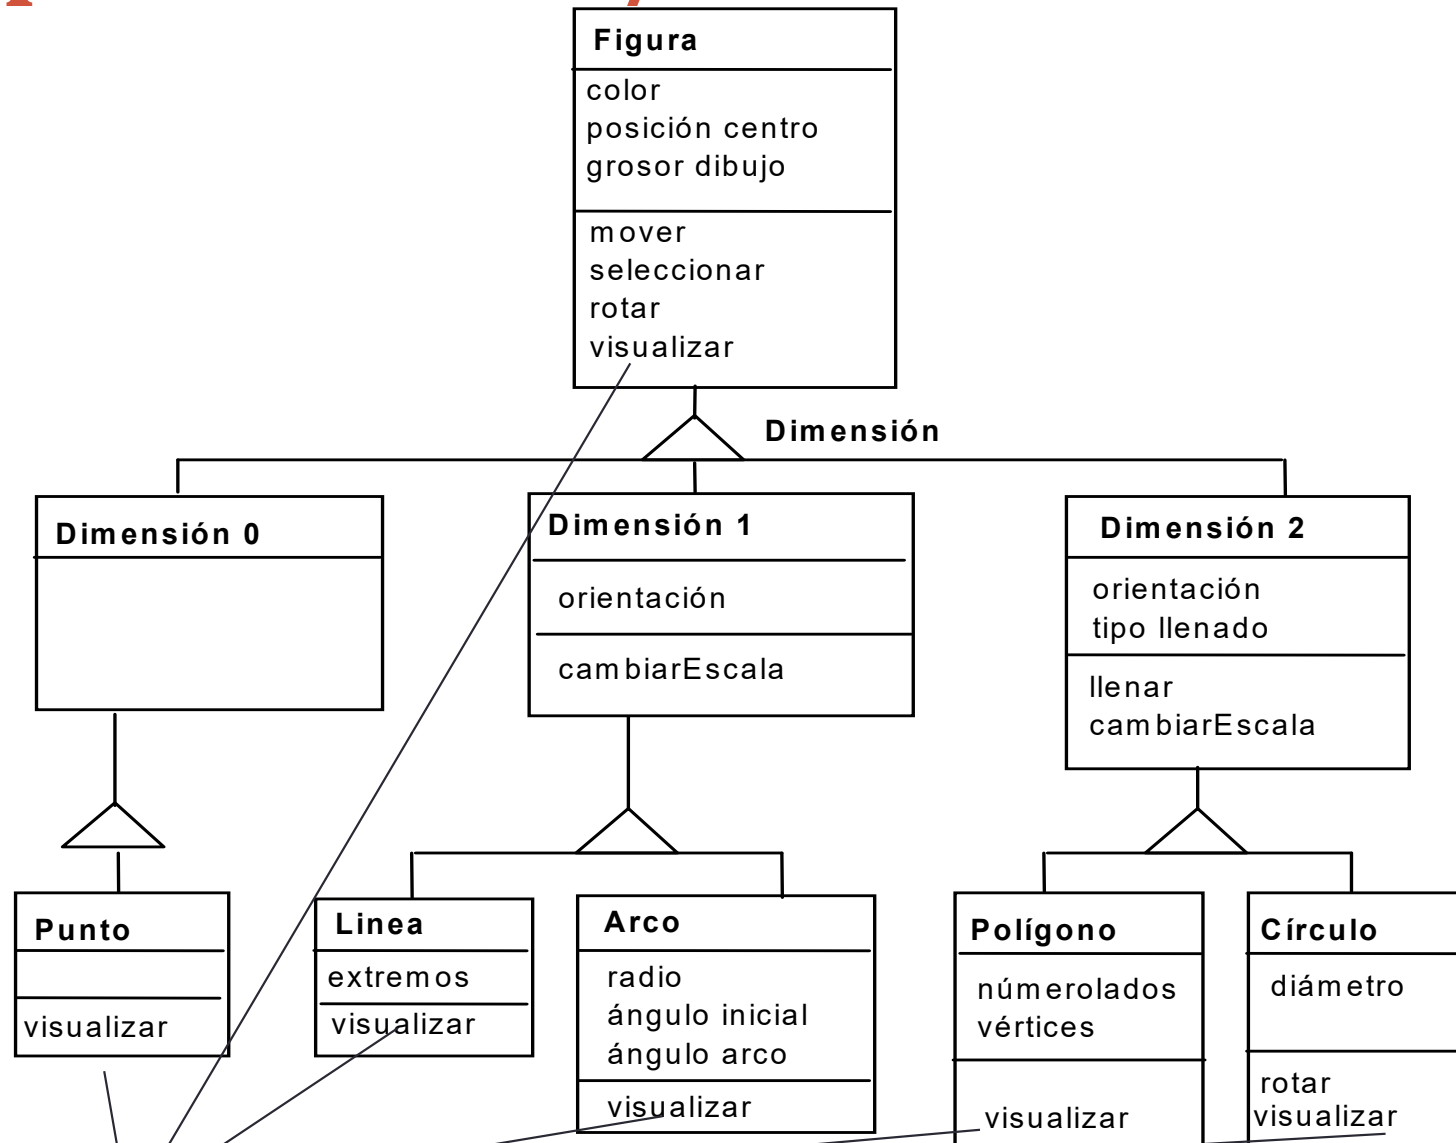 Figura
color
posición centro
grosor dibujo
mover
seleccionar
rotar
visualizar
Dimensión
Dimensión 0
Dimensión 1
orientación
cambiarEscala
Dimensión 2
orientación
tipo llenado
llenar
cambiarEscala
Punto
visualizar
Linea
extremos
visualizar
Arco
radio
ángulo inicial
ángulo arco
visualizar
Polígono
númerolados
vértices
visualizar
Círculo
diámetro
rotar
visualizar